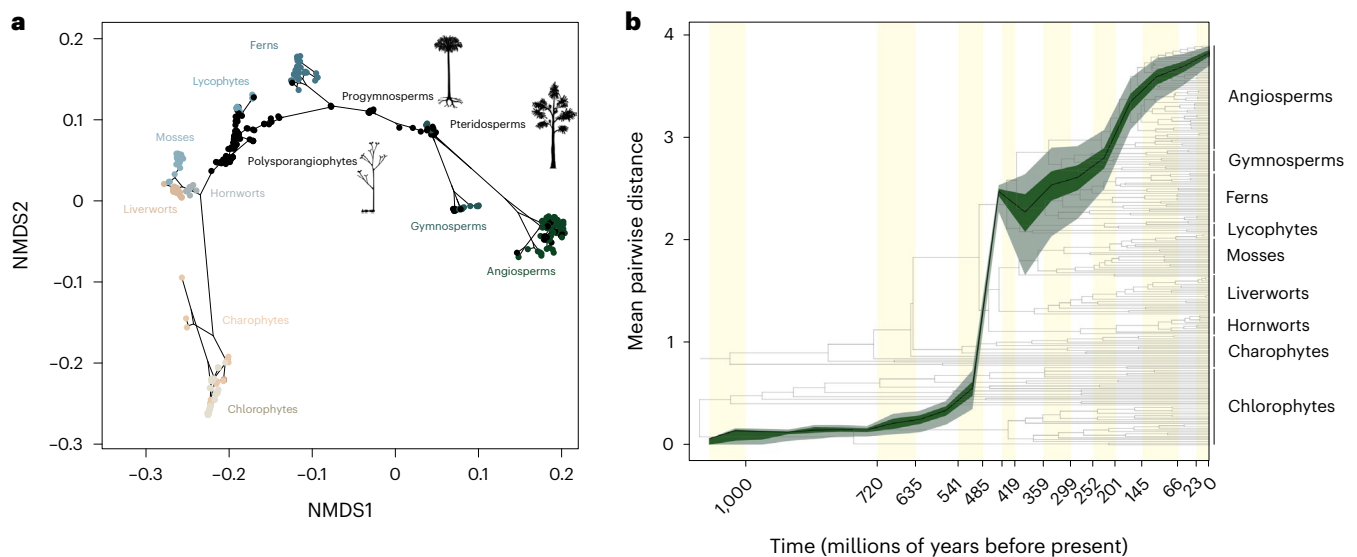 a
0.2
0.1
0
–0.1
–0.2
–0.3
NMDS2
–0.3
–0.2
–0.1
0
0.1
0.2
NMDS1
Ferns
Lycophytes
Progymnosperms
Pteridosperms
Mosses
Polysporangiophytes
Hornworts
Liverworts
Gymnosperms
Angiosperms
Charophytes
Chlorophytes
b
4
3
2
1
0
Mean pairwise distance
1,000
720
635
541
485
419
359
299
252
201
145
66
23
0
Time (millions of years before present)
Angiosperms
Gymnosperms
Ferns
Lycophytes
Mosses
Liverworts
Hornworts
Charophytes
Chlorophytes